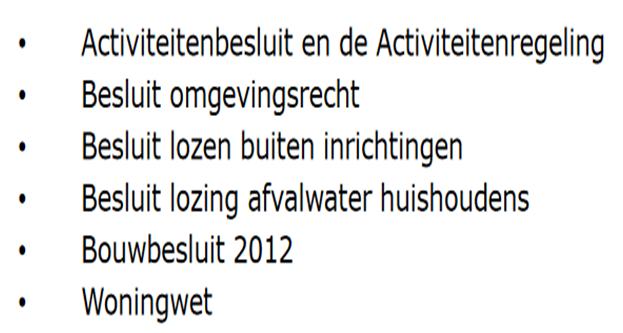 • Activiteitenbesluit en de Activiteitenregeling
• Besluit omgevingsrecht
• Besluit lozen buiten inrichtingen
• Besluit lozing afvalwater huishoudens
• Bouwbesluit 2012
• Woningwet